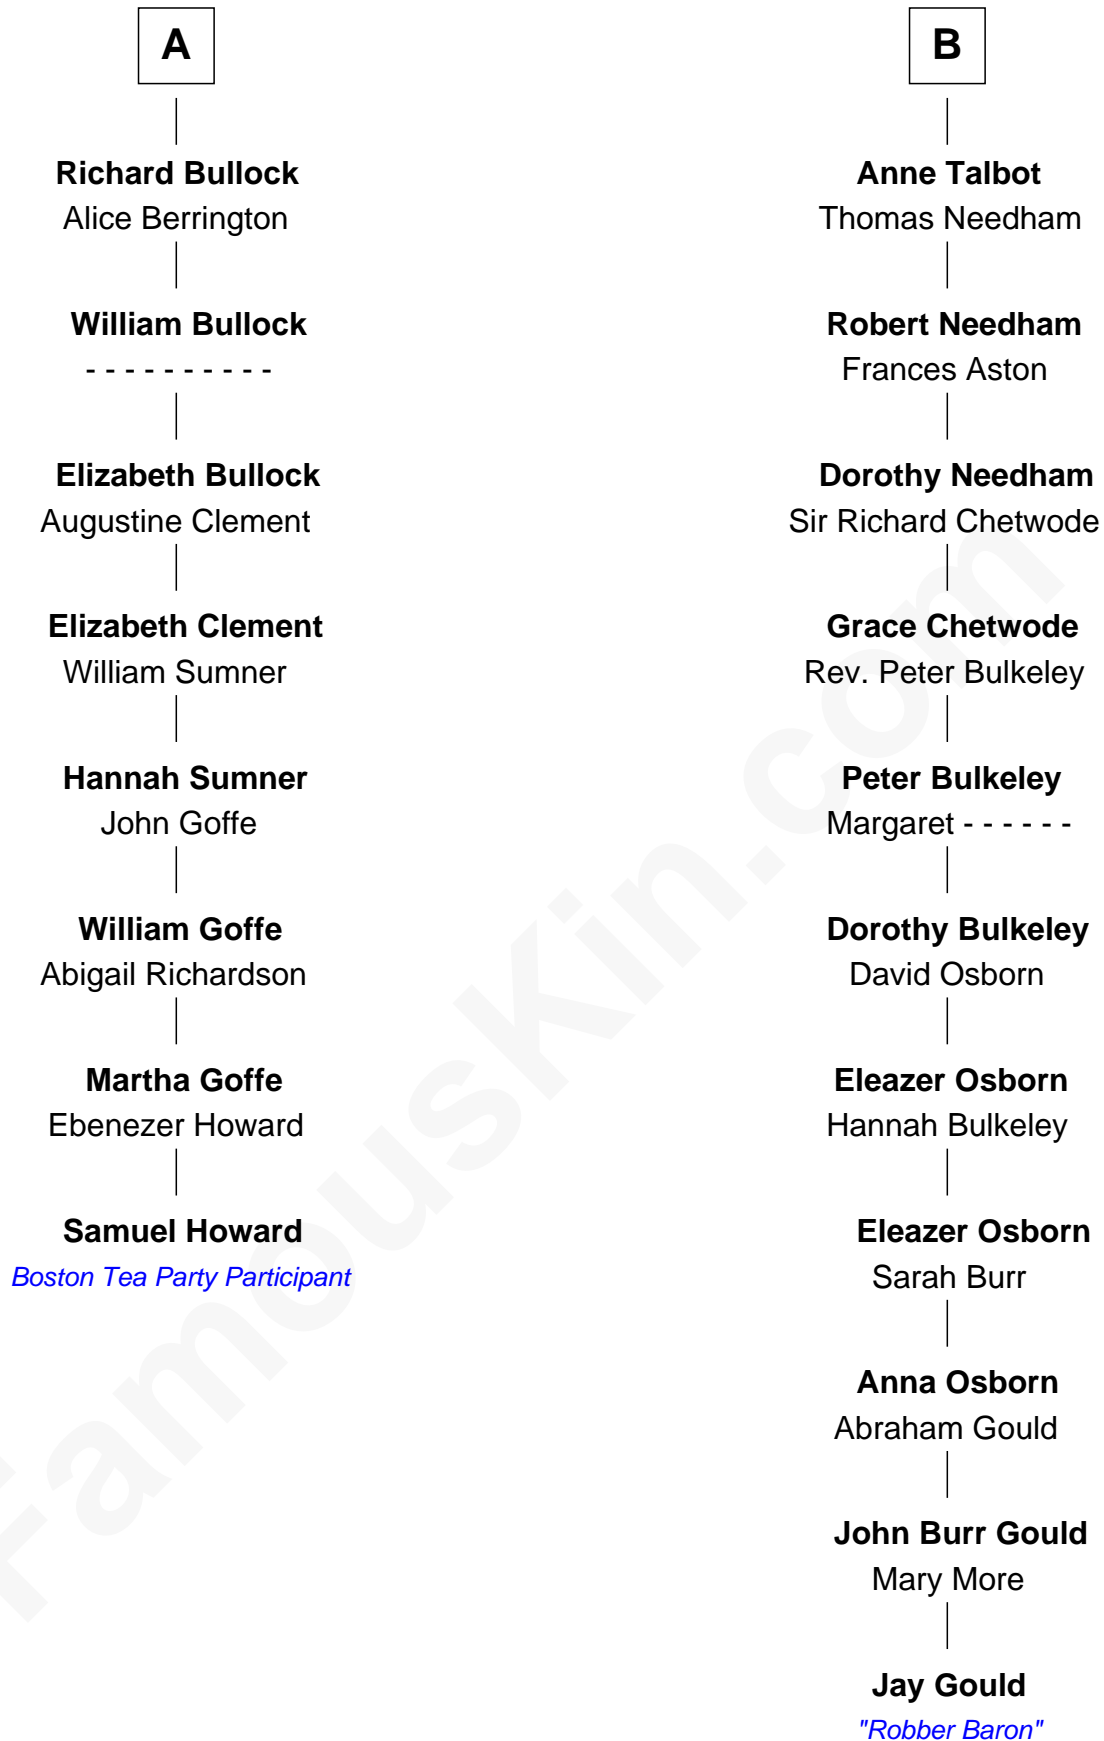 A
Richard Bullock
Alice Berrington
William Bullock
- - - - - - - - - -
Elizabeth Bullock
Augustine Clement
Elizabeth Clement
William Sumner
Hannah Sumner
John Goffe
William Goffe
Abigail Richardson
Martha Goffe
Ebenezer Howard
Samuel Howard
Boston Tea Party Participant
B
Anne Talbot
Thomas Needham
Robert Needham
Frances Aston
Dorothy Needham
Sir Richard Chetwode
Grace Chetwode
Rev. Peter Bulkeley
Peter Bulkeley
Margaret - - - - - -
Dorothy Bulkeley
David Osborn
Eleazer Osborn
Hannah Bulkeley
Eleazer Osborn
Sarah Burr
Anna Osborn
Abraham Gould
John Burr Gould
Mary More
Jay Gould
"Robber Baron"
FamousKin.com